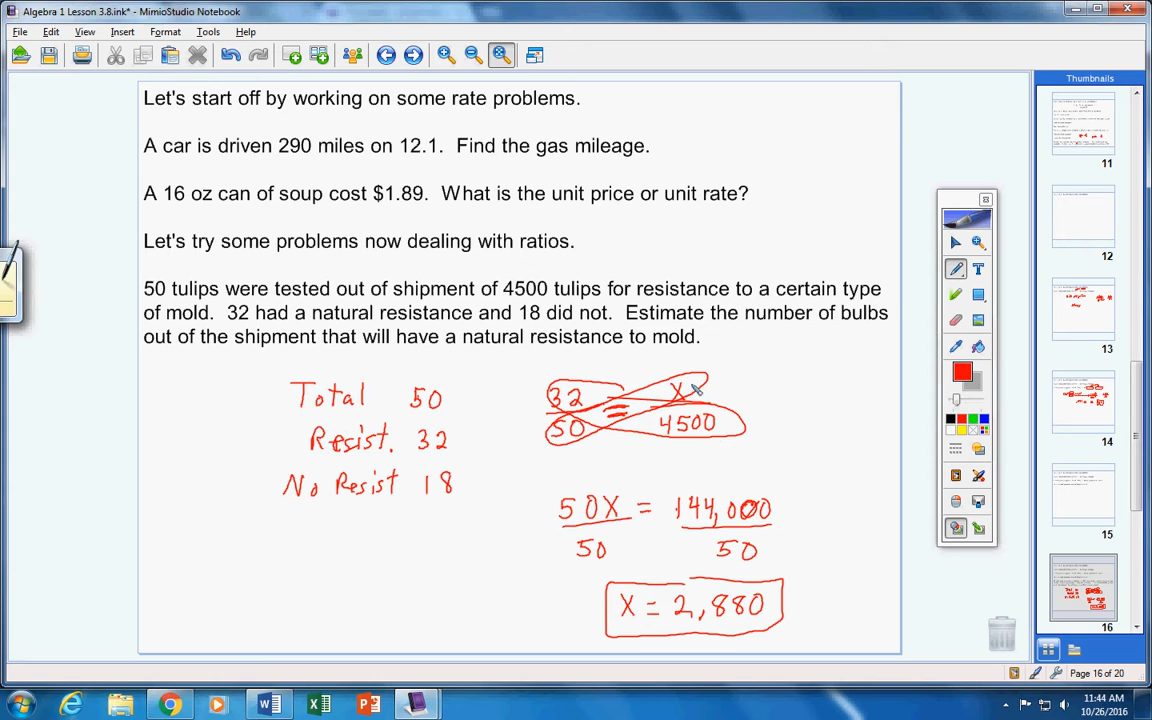 Algebra 1 Lesson 3.8.ink* - MimioStudio Notebook
File Edit View Insert Format Tools Help
Thumbnails
Let's start off by working on some rate problems.
A car is driven 290 miles on 12.1. Find the gas mileage.
A 16 oz can of soup cost $1.89. What is the unit price or unit rate?
Let's try some problems now dealing with ratios.
50 tulips were tested out of shipment of 4500 tulips for resistance to a certain type
of mold. 32 had a natural resistance and 18 did not. Estimate the number of bulbs
out of the shipment that will have a natural resistance to mold.
Total 50
Resist. 32
No Resist 18
32 = X
50 4500
50X = 144,000
50 50
X = 2,880
11
12
13
14
15
16
Page 16 of 20
11:44 AM
10/26/2016